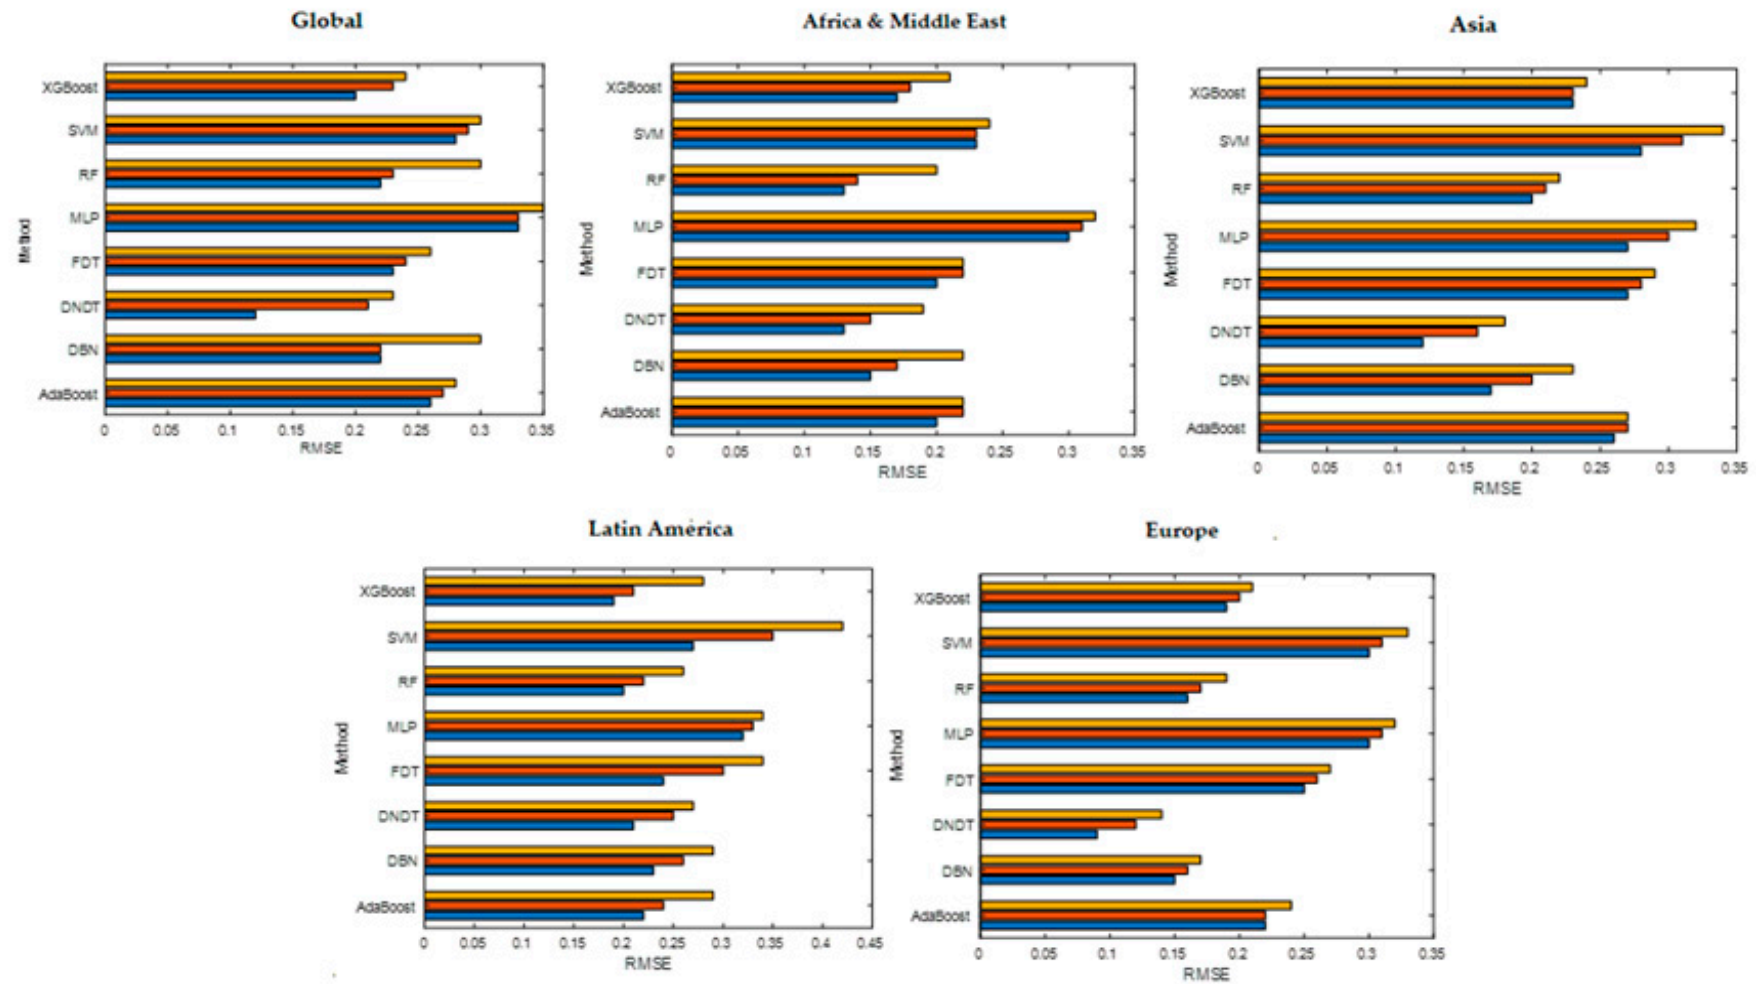 Global
XGBoost
SVM
RF
MLP
FDT
DNDT
DBN
AdaBoost
Method
0 0.05 0.1 0.15 0.2 0.25 0.3 0.35
RMSE
Africa & Middle East
XGBoost
SVM
RF
MLP
FDT
DNDT
DBN
AdaBoost
Method
0 0.05 0.1 0.15 0.2 0.25 0.3 0.35
RMSE
Asia
XGBoost
SVM
RF
MLP
FDT
DNDT
DBN
AdaBoost
Method
0 0.05 0.1 0.15 0.2 0.25 0.3 0.35
RMSE
Latin América
XGBoost
SVM
RF
MLP
FDT
DNDT
DBN
AdaBoost
Method
0 0.05 0.1 0.15 0.2 0.25 0.3 0.35 0.4 0.45
RMSE
Europe
XGBoost
SVM
RF
MLP
FDT
DNDT
DBN
AdaBoost
Method
0 0.05 0.1 0.15 0.2 0.25 0.3 0.35
RMSE